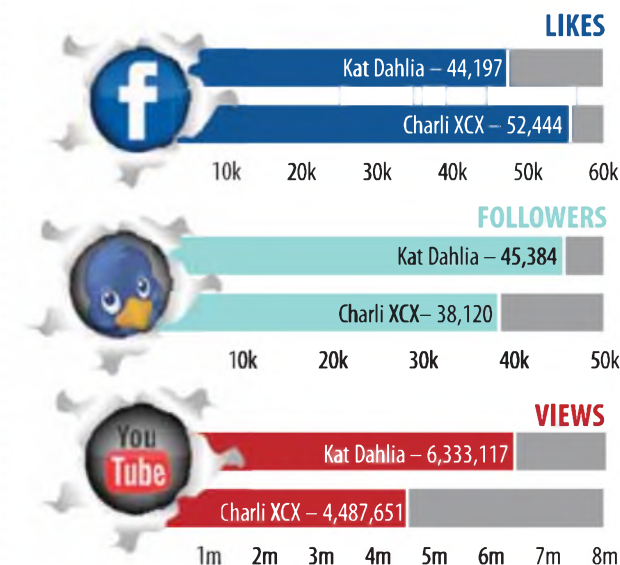 LIKES
f
Kat Dahlia – 44,197
Charli XCX – 52,444
10k 20k 30k 40k 50k 60k
FOLLOWERS
Kat Dahlia – 45,384
Charli XCX– 38,120
10k 20k 30k 40k 50k
VIEWS
You
Tube
Kat Dahlia – 6,333,117
Charli XCX – 4,487,651
1m 2m 3m 4m 5m 6m 7m 8m